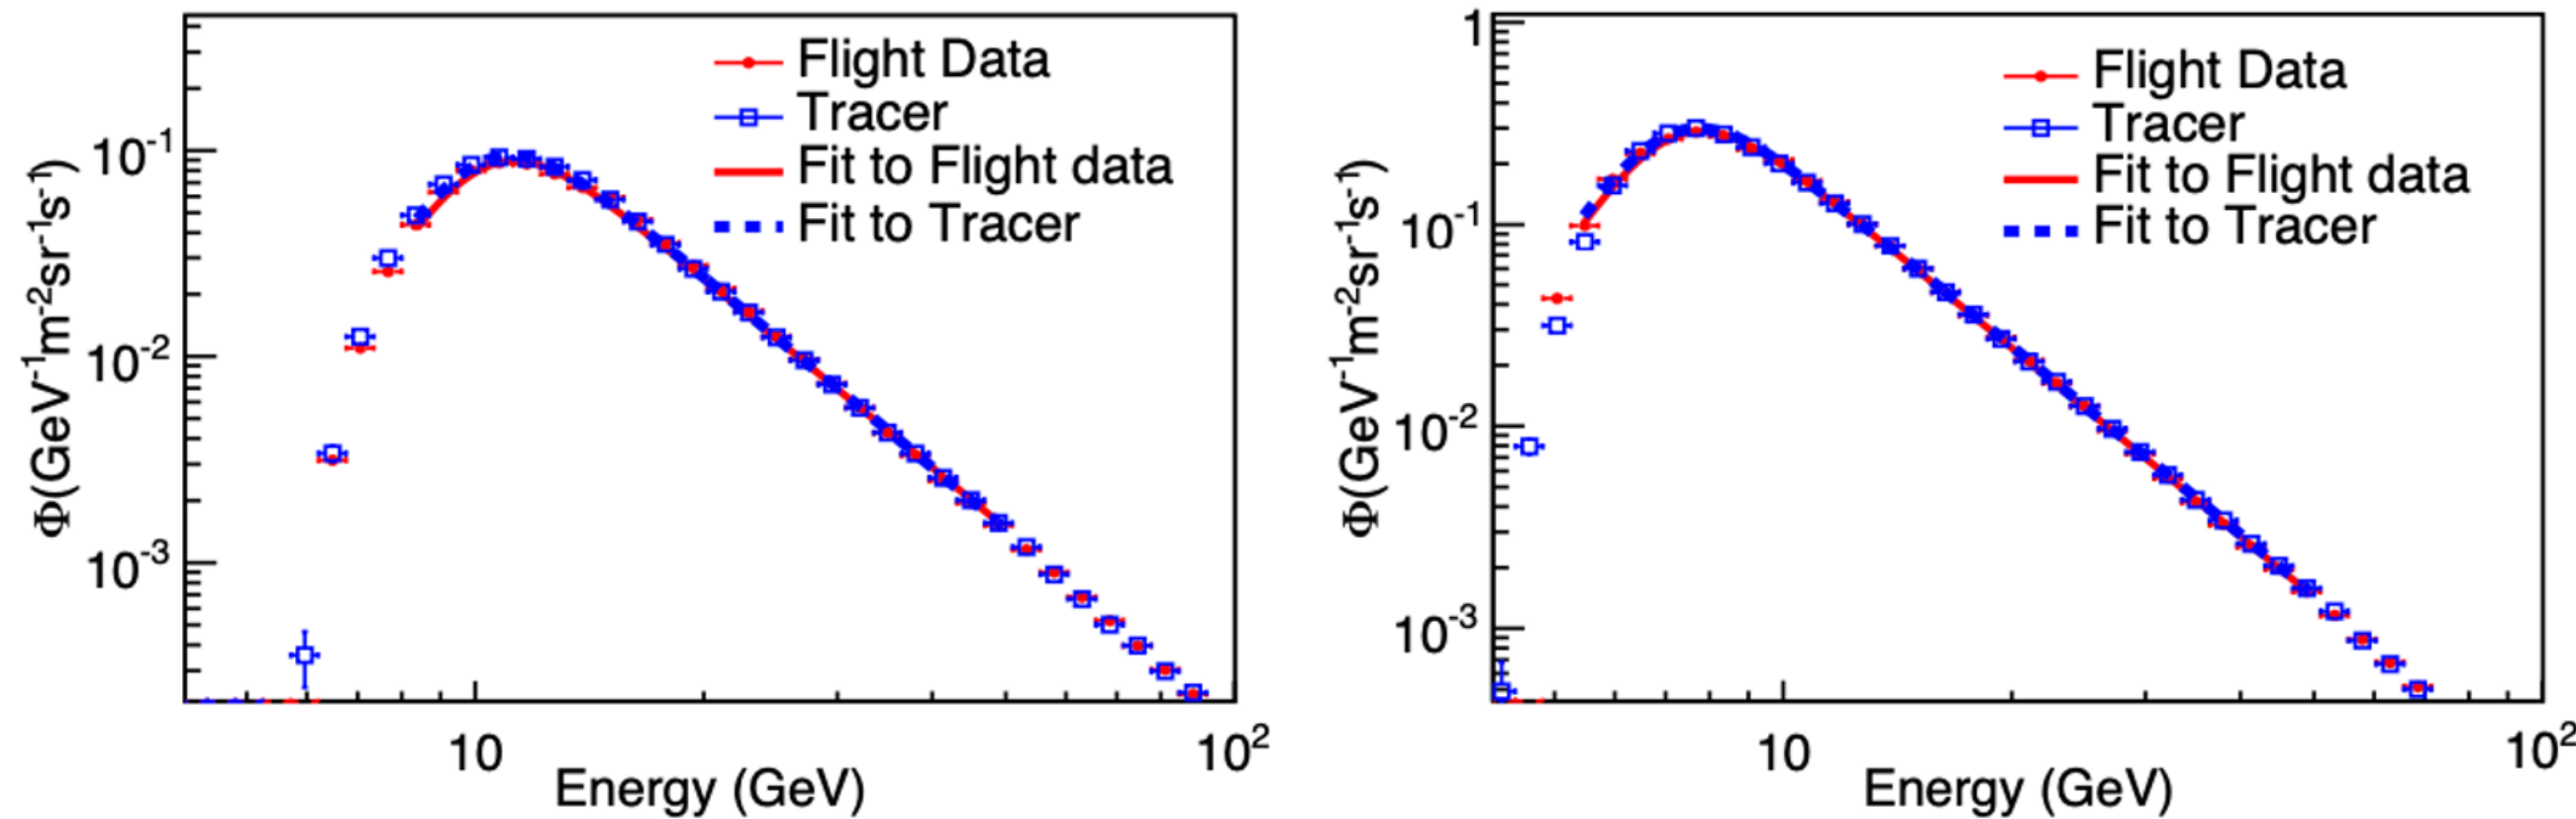 Flight Data
Tracer
Fit to Flight data
Fit to Tracer
10⁻¹
10⁻²
10⁻³
Φ(GeV⁻¹m⁻²sr⁻¹s⁻¹)
10
10²
Energy (GeV)
1
Flight Data
Tracer
Fit to Flight data
Fit to Tracer
10⁻¹
10⁻²
10⁻³
Φ(GeV⁻¹m⁻²sr⁻¹s⁻¹)
10
10²
Energy (GeV)